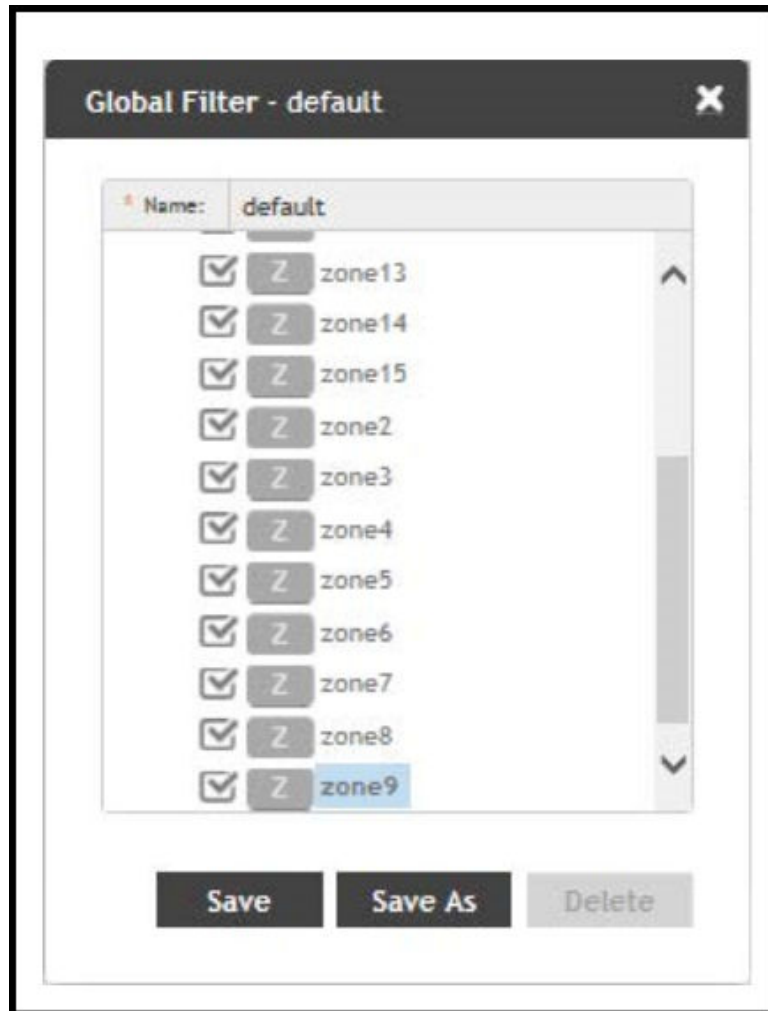 Global Filter - default
* Name: default
Z zone13
Z zone14
Z zone15
Z zone2
Z zone3
Z zone4
Z zone5
Z zone6
Z zone7
Z zone8
Z zone9
Save Save As Delete